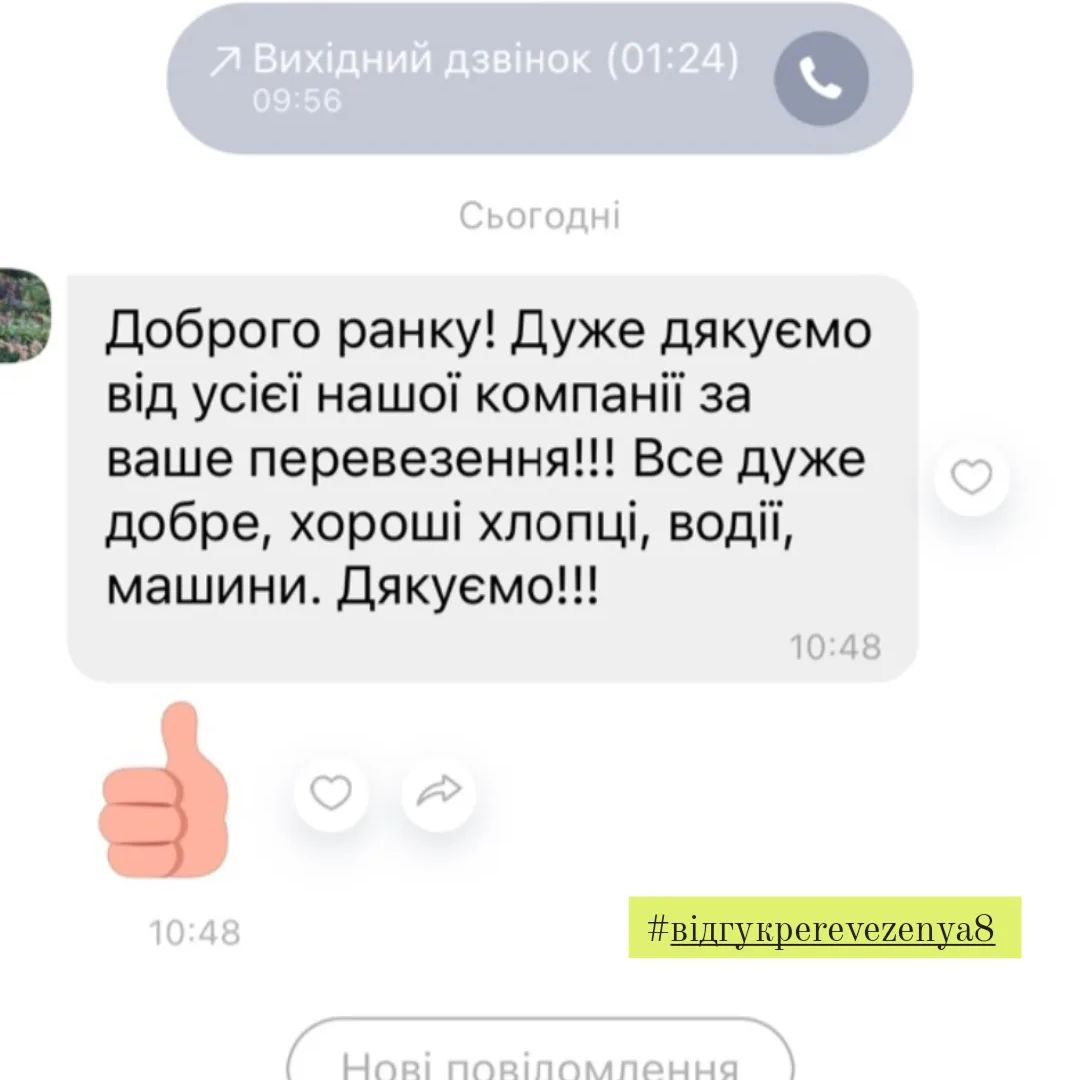 Вихідний дзвінок (01:24)
09:56
Сьогодні
Доброго ранку! Дуже дякуємо
від усієї нашої компанії за
ваше перевезення!!! Все дуже
добре, хороші хлопці, водії,
машини. Дякуємо!!!
10:48
10:48
#відгукperevezenya8
Нові повідомлення